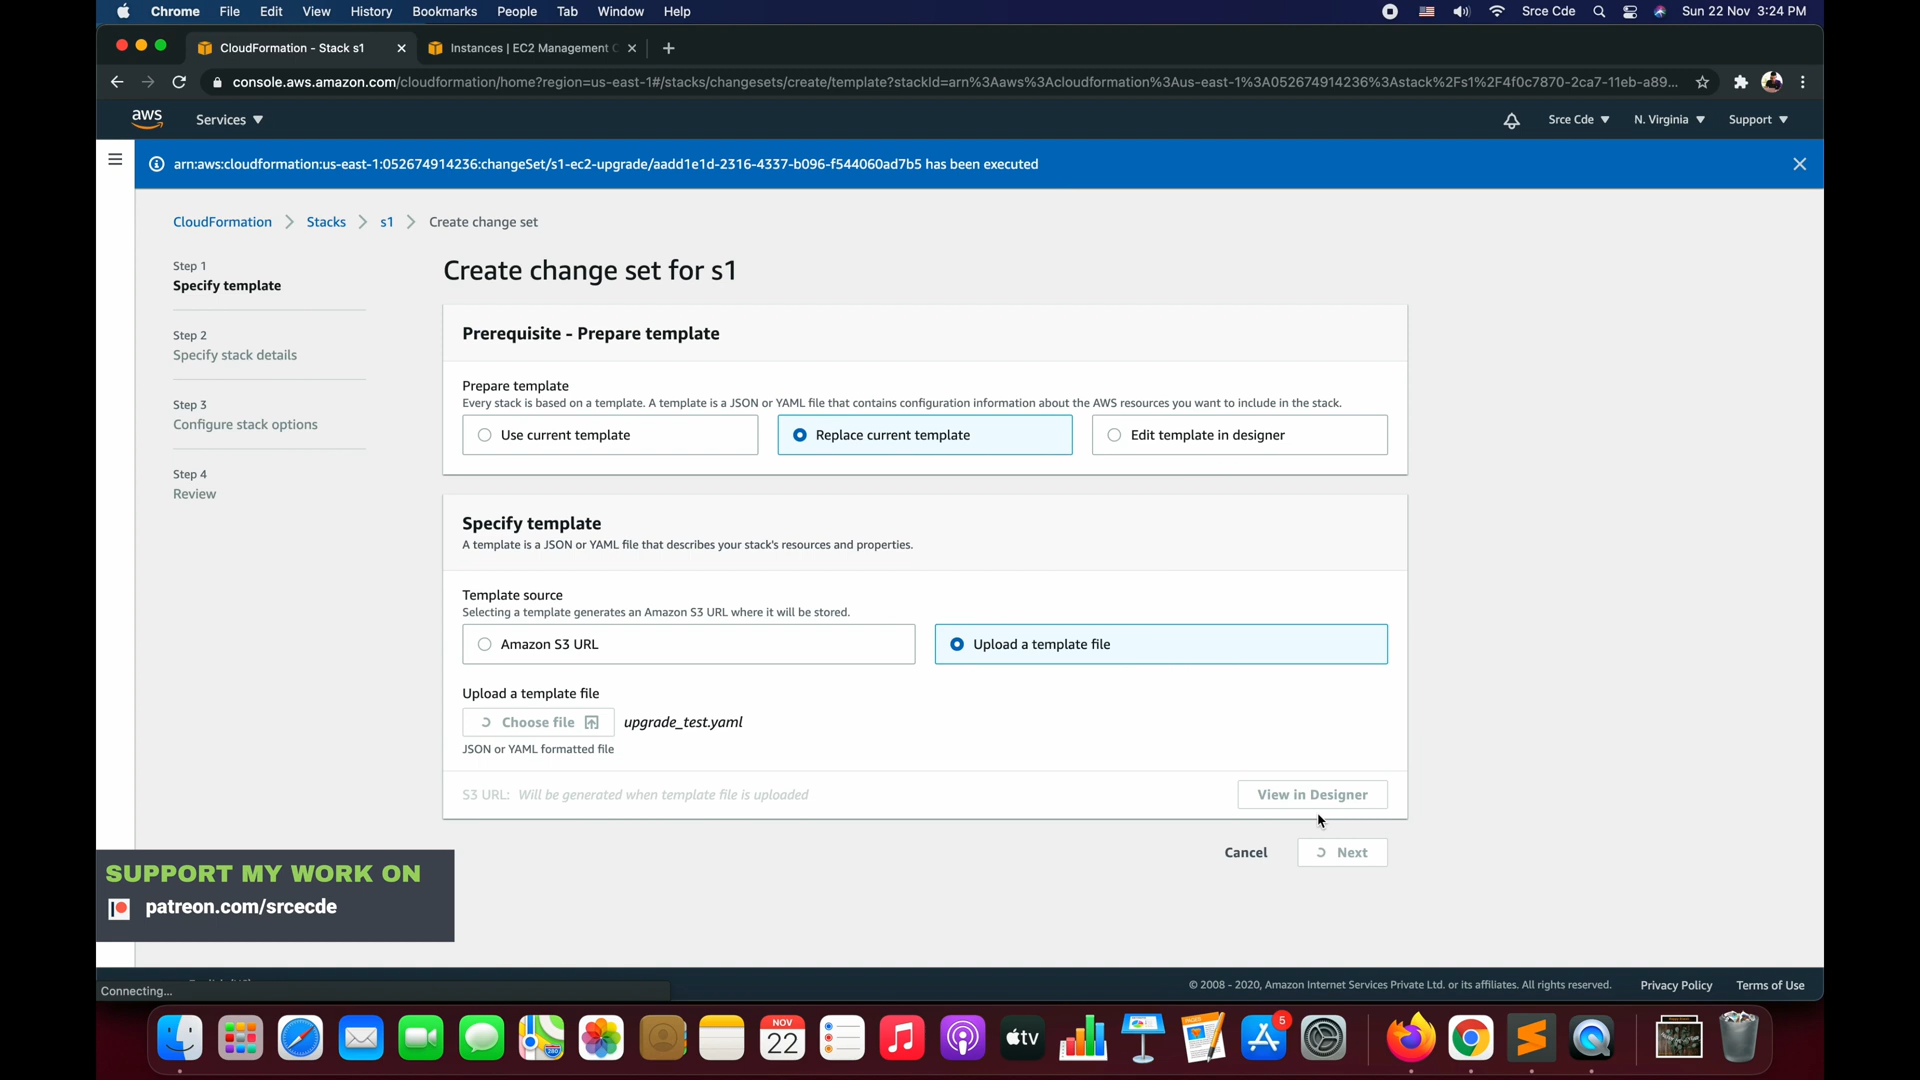 Chrome File Edit View History Bookmarks People Tab Window Help Srce Cde Sun 22 Nov 3:24 PM
CloudFormation - Stack s1 Instances | EC2 Management C
console.aws.amazon.com/cloudformation/home?region=us-east-1#/stacks/changesets/create/template?stackId=arn%3Aaws%3Acloudformation%3Aus-east-1%3A052674914236%3Astack%2Fs1%2F4f0c7870-2ca7-11eb-a89...
aws Services Srce Cde N. Virginia Support
arn:aws:cloudformation:us-east-1:052674914236:changeSet/s1-ec2-upgrade/aadd1e1d-2316-4337-b096-f544060ad7b5 has been executed
CloudFormation Stacks s1 Create change set
Step 1
Specify template
Step 2
Specify stack details
Step 3
Configure stack options
Step 4
Review
Create change set for s1
Prerequisite - Prepare template
Prepare template
Every stack is based on a template. A template is a JSON or YAML file that contains configuration information about the AWS resources you want to include in the stack.
Use current template Replace current template Edit template in designer
Specify template
A template is a JSON or YAML file that describes your stack's resources and properties.
Template source
Selecting a template generates an Amazon S3 URL where it will be stored.
Amazon S3 URL Upload a template file
Upload a template file
Choose file upgrade_test.yaml
JSON or YAML formatted file
S3 URL: Will be generated when template file is uploaded View in Designer
Cancel Next
SUPPORT MY WORK ON
patreon.com/srcecde
Connecting...
© 2008 - 2020, Amazon Internet Services Private Ltd. or its affiliates. All rights reserved. Privacy Policy Terms of Use
NOV
22
tv
PAGES
5